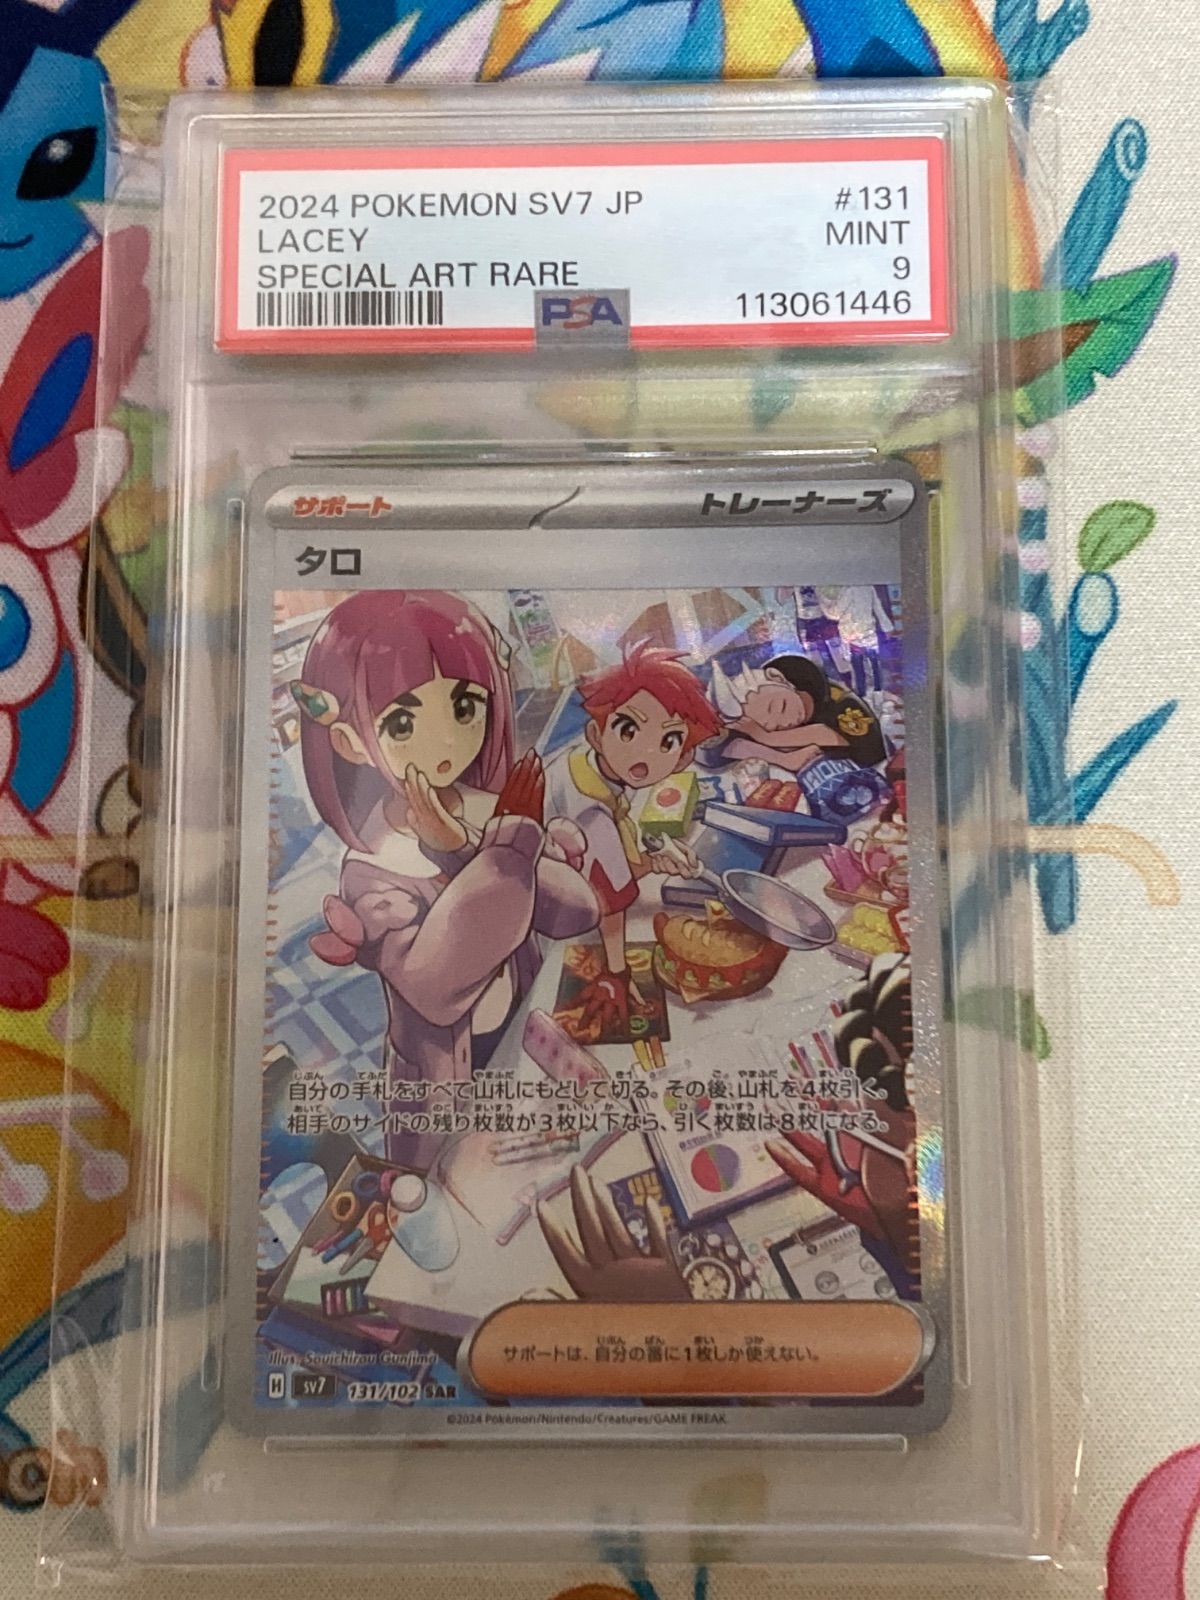 2024 POKEMON SV7 JP #131
LACEY MINT
SPECIAL ART RARE 9
PSA 113061446
サポート トレーナーズ
タロ
自分の手札をすべて山札にもどして切る。その後、山札を4枚引く。
相手のサイドの残り枚数が3枚以下なら、引く枚数は8枚になる。
サポートは、自分の番に1枚しか使えない。
Illus. Souichirou Gunjima
H SV7 131/102 SAR
©2024 Pokémon/Nintendo/Creatures/GAME FREAK